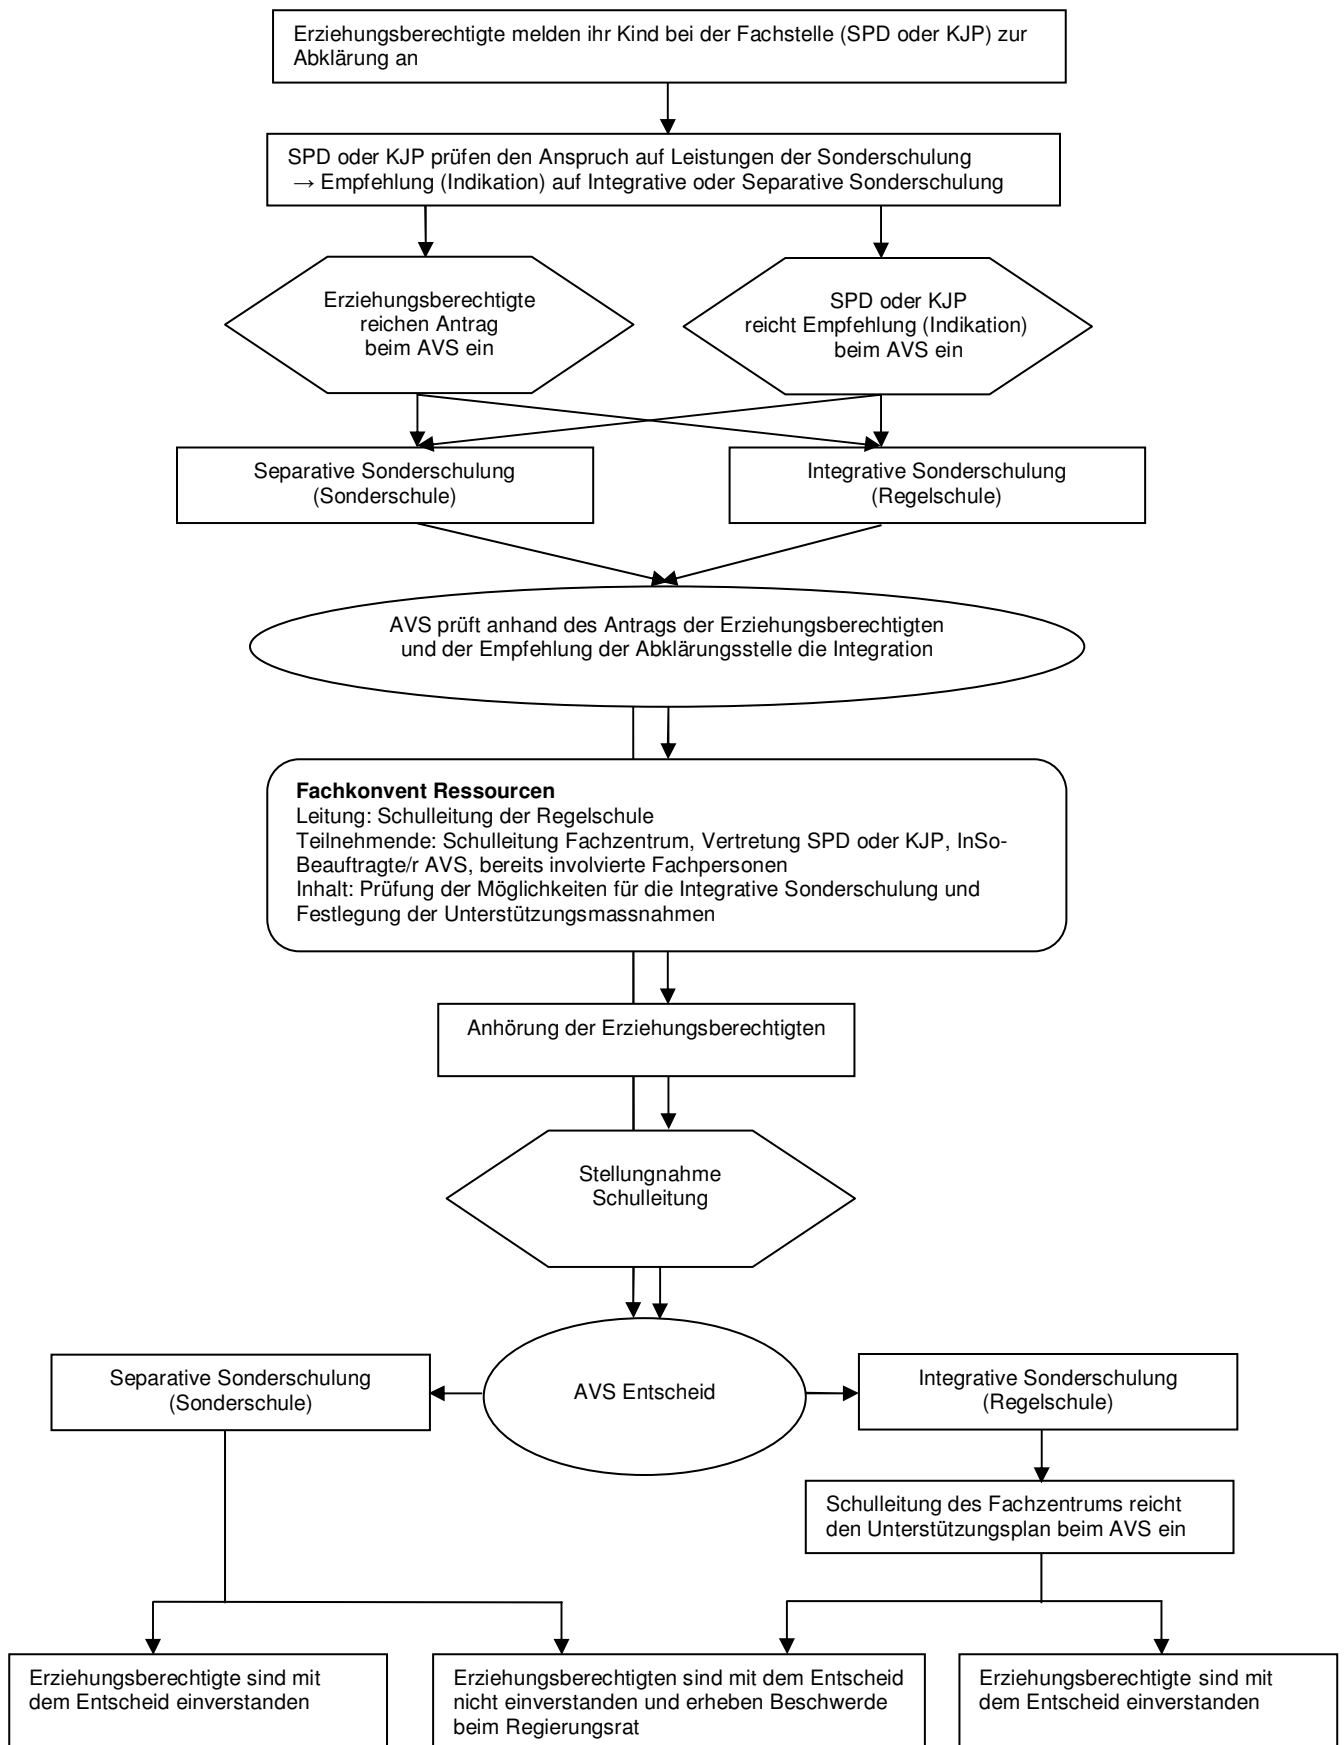 Erziehungsberechtigte melden ihr Kind bei der Fachstelle (SPD oder KJP) zur
Abklärung an
SPD oder KJP prüfen den Anspruch auf Leistungen der Sonderschulung
→ Empfehlung (Indikation) auf Integrative oder Separative Sonderschulung
Erziehungsberechtigte
reichen Antrag
beim AVS ein
SPD oder KJP
reicht Empfehlung (Indikation)
beim AVS ein
Separative Sonderschulung
(Sonderschule)
Integrative Sonderschulung
(Regelschule)
AVS prüft anhand des Antrags der Erziehungsberechtigten
und der Empfehlung der Abklärungsstelle die Integration
Fachkonvent Ressourcen
Leitung: Schulleitung der Regelschule
Teilnehmende: Schulleitung Fachzentrum, Vertretung SPD oder KJP, InSo-
Beauftragte/r AVS, bereits involvierte Fachpersonen
Inhalt: Prüfung der Möglichkeiten für die Integrative Sonderschulung und
Festlegung der Unterstützungsmassnahmen
Anhörung der Erziehungsberechtigten
Stellungnahme
Schulleitung
AVS Entscheid
Separative Sonderschulung
(Sonderschule)
Integrative Sonderschulung
(Regelschule)
Schulleitung des Fachzentrums reicht
den Unterstützungsplan beim AVS ein
Erziehungsberechtigte sind mit
dem Entscheid einverstanden
Erziehungsberechtigten sind mit dem Entscheid
nicht einverstanden und erheben Beschwerde
beim Regierungsrat
Erziehungsberechtigte sind mit
dem Entscheid einverstanden